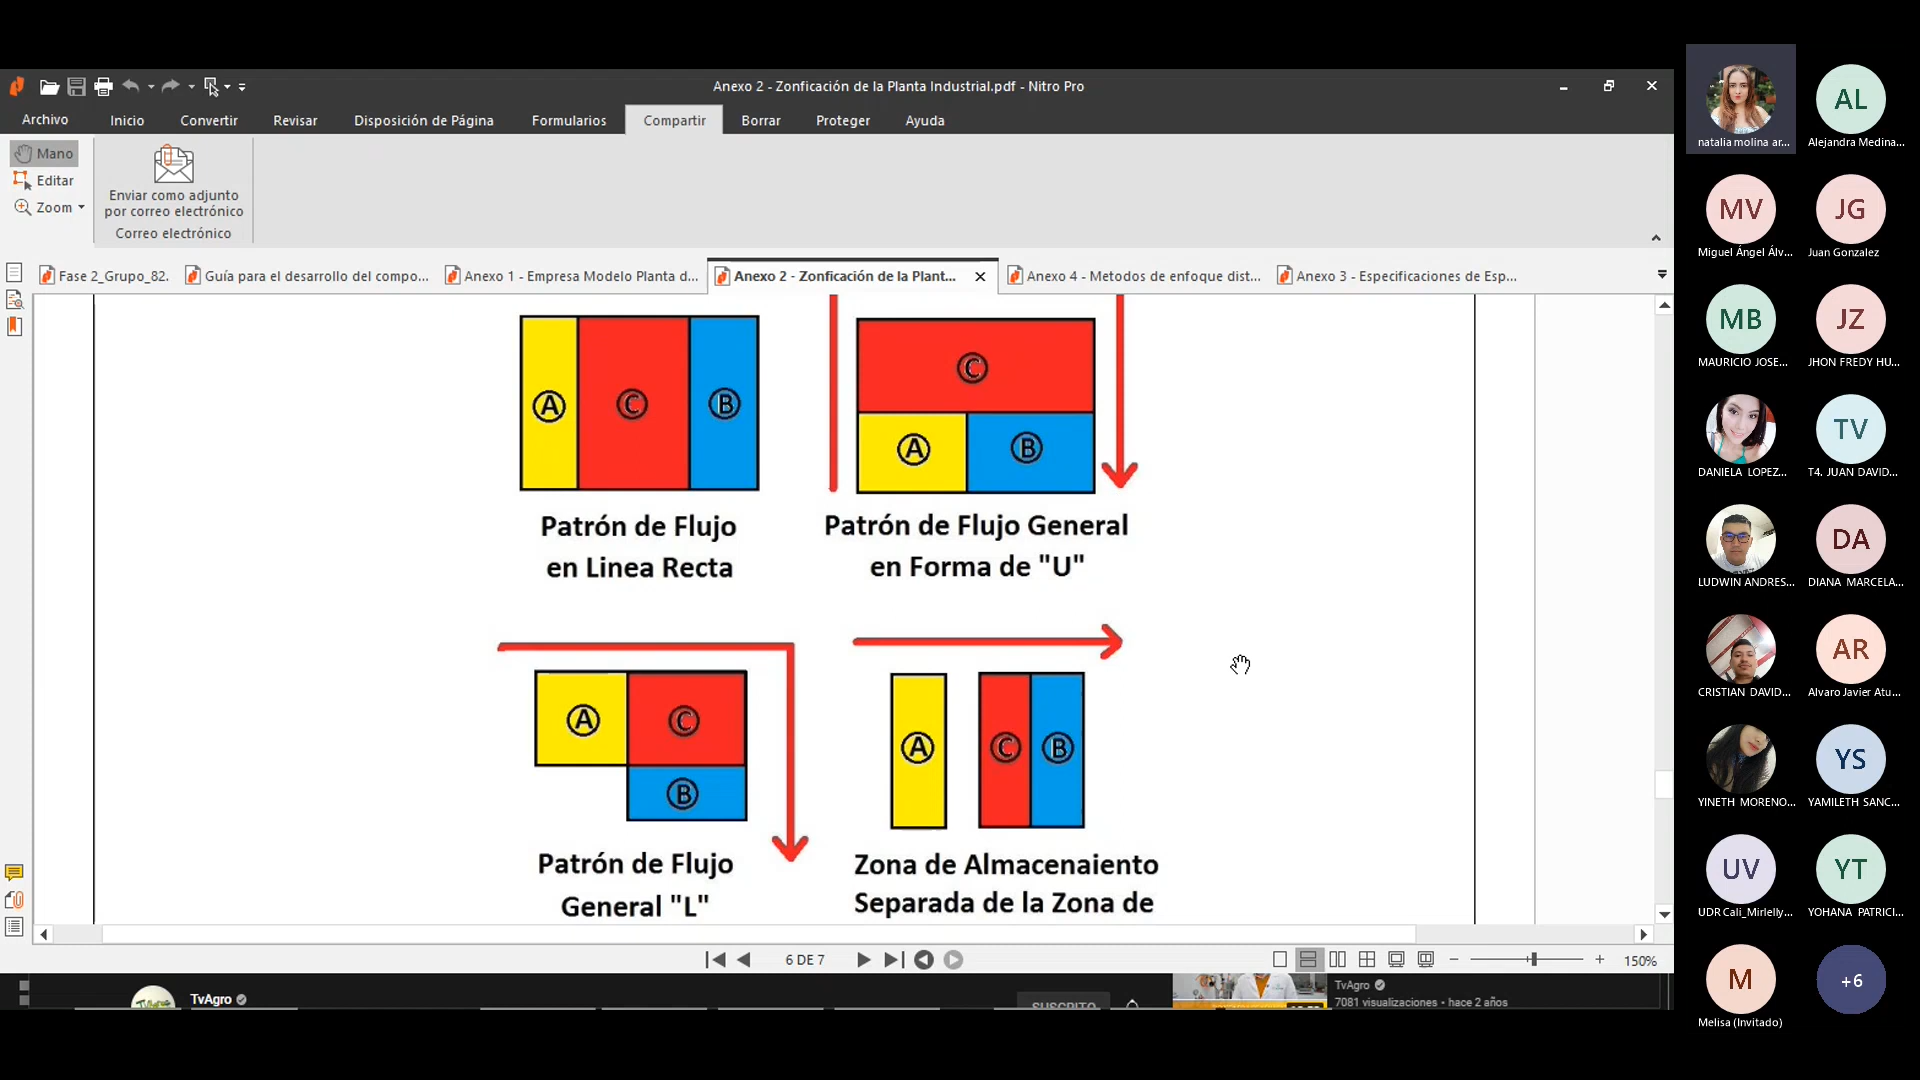 Anexo 2 - Zonficación de la Planta Industrial.pdf - Nitro Pro
Archivo
Inicio
Convertir
Revisar
Disposición de Página
Formularios
Compartir
Borrar
Proteger
Ayuda
Mano
Editar
Zoom
Enviar como adjunto
por correo electrónico
Correo electrónico
Fase 2_Grupo_82.
Guía para el desarrollo del compo...
Anexo 1 - Empresa Modelo Planta d...
Anexo 2 - Zonficación de la Plant...
Anexo 4 - Metodos de enfoque dist...
Anexo 3 - Especificaciones de Esp...
A
C
B
C
A
B
Patrón de Flujo
en Linea Recta
Patrón de Flujo General
en Forma de "U"
A
C
B
A
C
B
Patrón de Flujo
General "L"
Zona de Almacenaiento
Separada de la Zona de
6 DE 7
150%
TvAgro
SUSCRITO
TvAgro
7081 visualizaciones • hace 2 años
natalia molina ar...
AL
Alejandra Medina...
MV
Miguel Ángel Álv...
JG
Juan Gonzalez
MB
MAURICIO JOSE...
JZ
JHON FREDY HU...
DANIELA LOPEZ...
TV
T4. JUAN DAVID...
LUDWIN ANDRES...
DA
DIANA MARCELA...
CRISTIAN DAVID...
AR
Alvaro Javier Atu...
YINETH MORENO...
YS
YAMILETH SANC...
UV
UDR Cali_Mirlelly...
YT
YOHANA PATRICI...
M
Melisa (Invitado)
+6